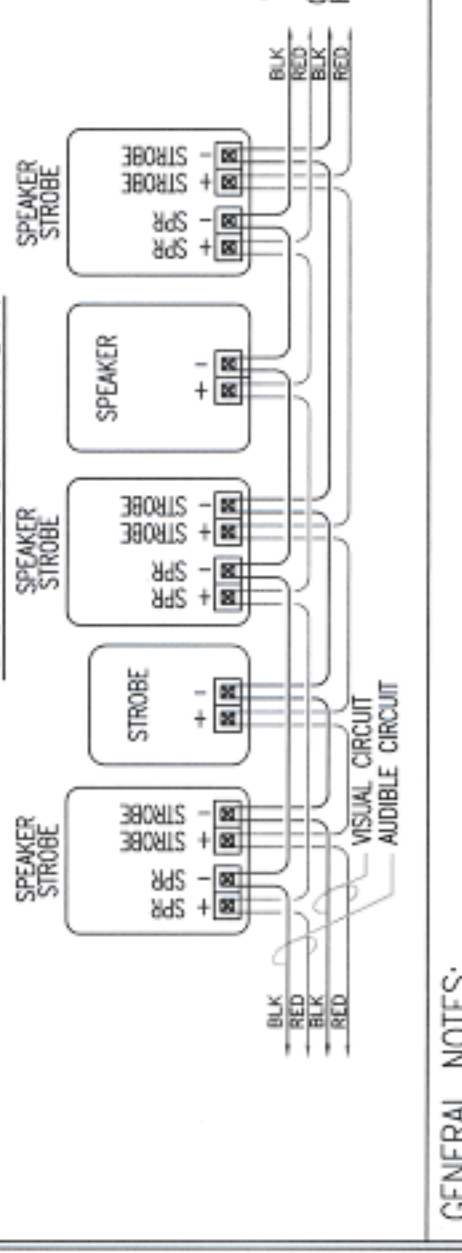 SPEAKER
STROBE
SPR
+
SPR
-
STROBE
+
STROBE
-
STROBE
+
-
SPEAKER
STROBE
SPR
+
SPR
-
STROBE
+
STROBE
-
SPEAKER
+
-
SPEAKER
STROBE
SPR
+
SPR
-
STROBE
+
STROBE
-
BLK
RED
BLK
RED
BLK
RED
BLK
RED
VISUAL CIRCUIT
AUDIBLE CIRCUIT
GENERAL NOTES: